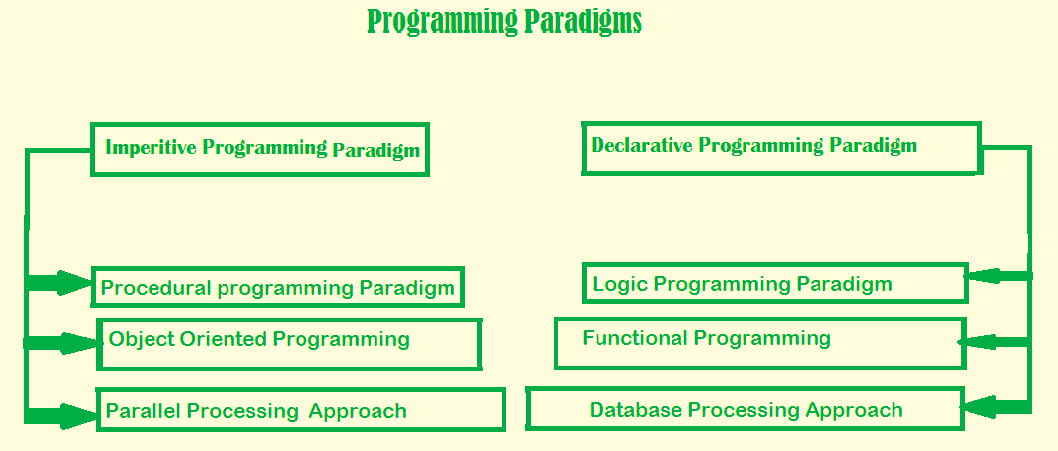 Programming Paradigms
Imperitive Programming Paradigm
Declarative Programming Paradigm
Procedural programming Paradigm
Logic Programming Paradigm
Object Oriented Programming
Functional Programming
Parallel Processing Approach
Database Processing Approach